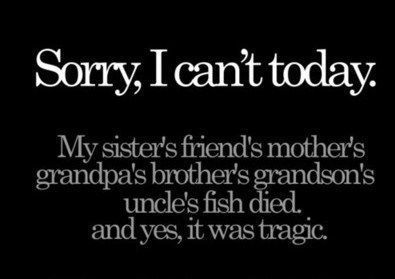 Sorry, I can't today.
My sister's friend's mother's
grandpa's brother's grandson's
uncle's fish died.
and yes, it was tragic.